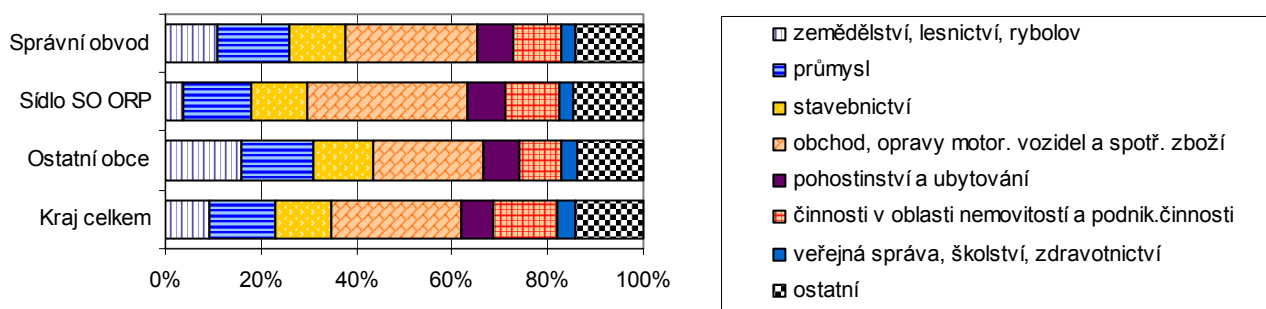 Správní obvod
Sídlo SO ORP
Ostatní obce
Kraj celkem
0% 20% 40% 60% 80% 100%
zemědělství, lesnictví, rybolov
průmysl
stavebnictví
obchod, opravy motor. vozidel a spotř. zboží
pohostinství a ubytování
činnosti v oblasti nemovitostí a podnik.činnosti
veřejná správa, školství, zdravotnictví
ostatní